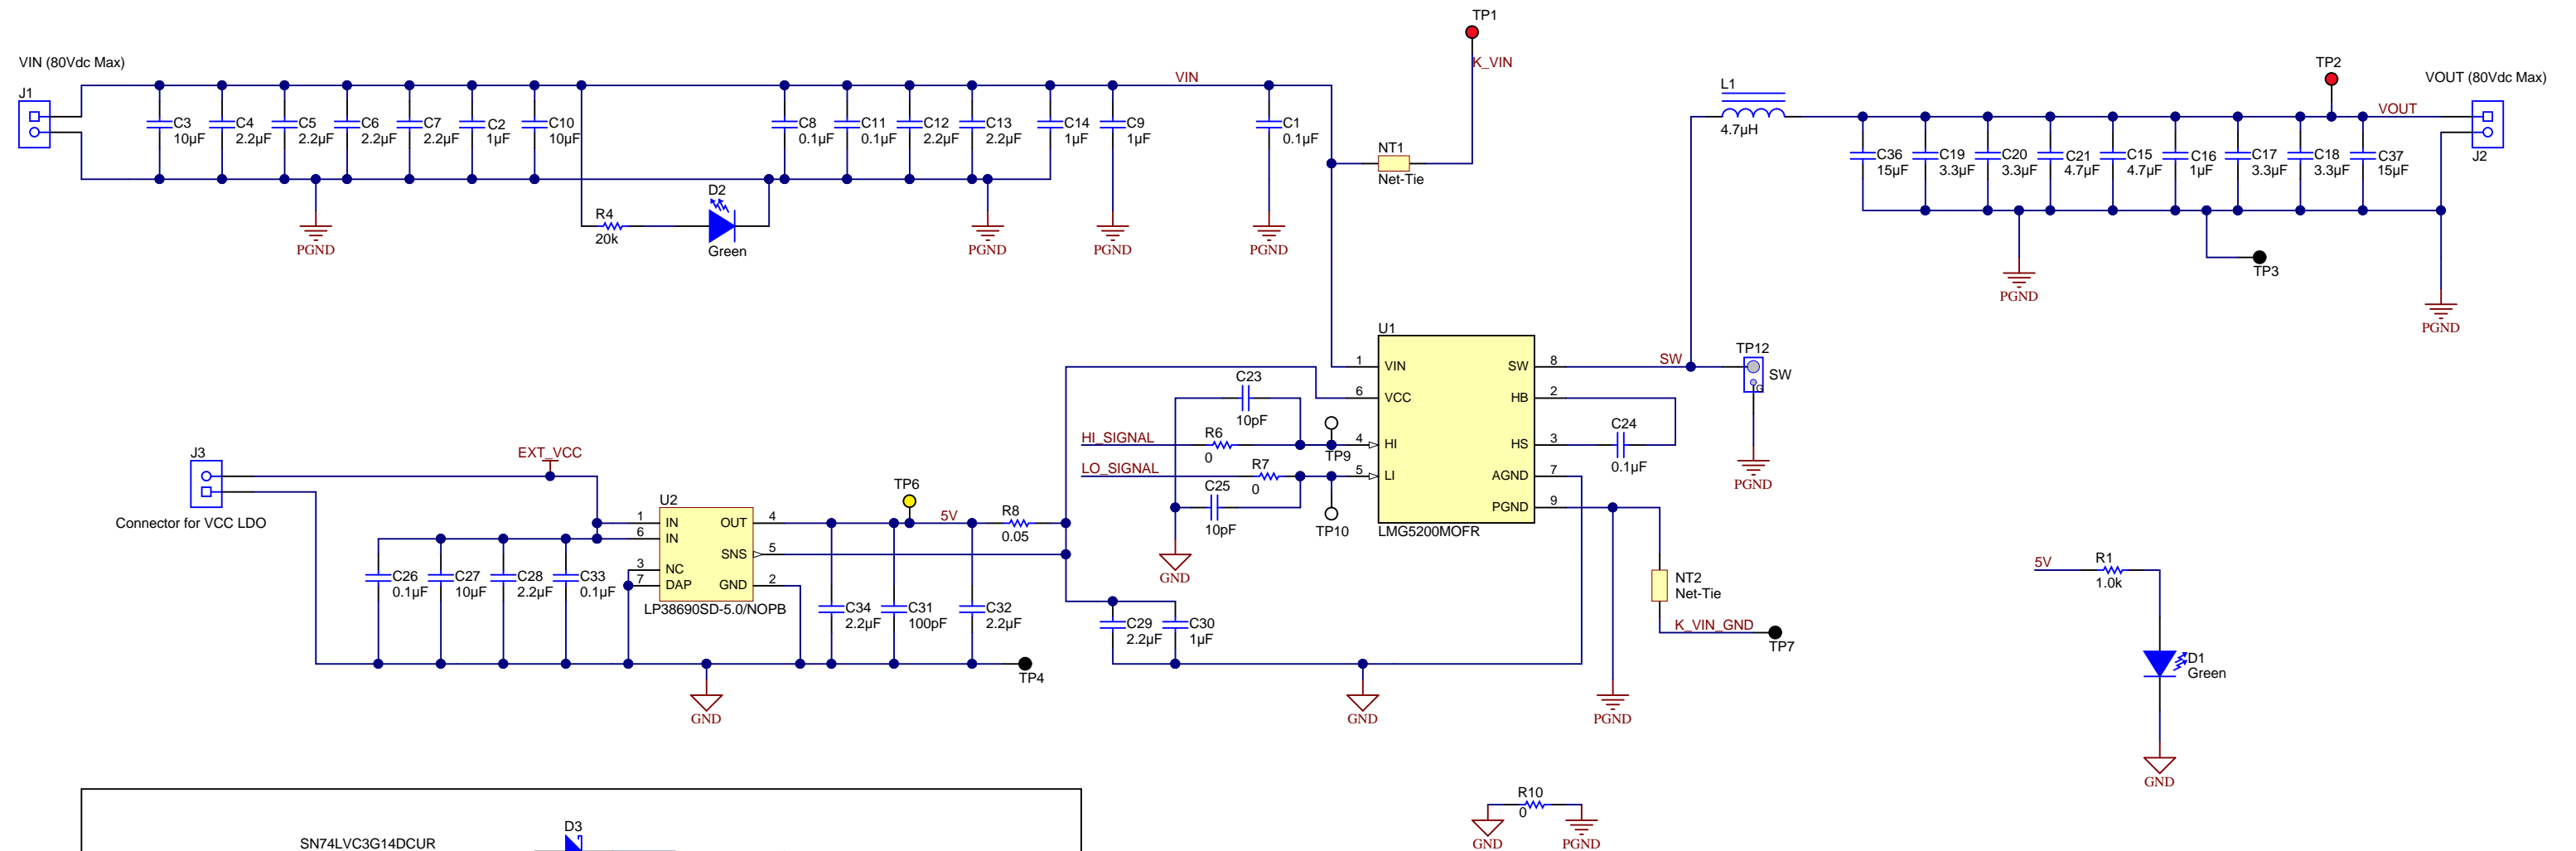 TP1
K_VIN
VIN (80Vdc Max)
J1
VIN
C3
10µF
C4
2.2µF
C5
2.2µF
C6
2.2µF
C7
2.2µF
C2
1µF
C10
10µF
C8
0.1µF
C11
0.1µF
C12
2.2µF
C13
2.2µF
C14
1µF
C9
1µF
C1
0.1µF
PGND
R4
20k
D2
Green
PGND
PGND
PGND
NT1
Net-Tie
L1
4.7µH
TP2
VOUT (80Vdc Max)
VOUT
J2
C36
15µF
C19
3.3µF
C20
3.3µF
C21
4.7µF
C15
4.7µF
C16
1µF
C17
3.3µF
C18
3.3µF
C37
15µF
PGND
TP3
PGND
U1
1
VIN
6
VCC
4
HI
5
LI
SW
8
HB
2
HS
3
AGND
7
PGND
9
LMG5200MOFR
SW
TP12
SW
G
PGND
C24
0.1µF
C23
10pF
HI_SIGNAL
R6
0
TP9
LO_SIGNAL
R7
0
C25
10pF
TP10
GND
J3
EXT_VCC
Connector for VCC LDO
U2
1
IN
6
IN
3
NC
7
DAP
OUT
4
SNS
5
GND
2
LP38690SD-5.0/NOPB
TP6
5V
R8
0.05
C26
0.1µF
C27
10µF
C28
2.2µF
C33
0.1µF
C34
2.2µF
C31
100pF
C32
2.2µF
C29
2.2µF
C30
1µF
TP4
GND
GND
PGND
NT2
Net-Tie
K_VIN_GND
TP7
5V
R1
1.0k
D1
Green
GND
R10
0
GND
PGND
D3
SN74LVC3G14DCUR